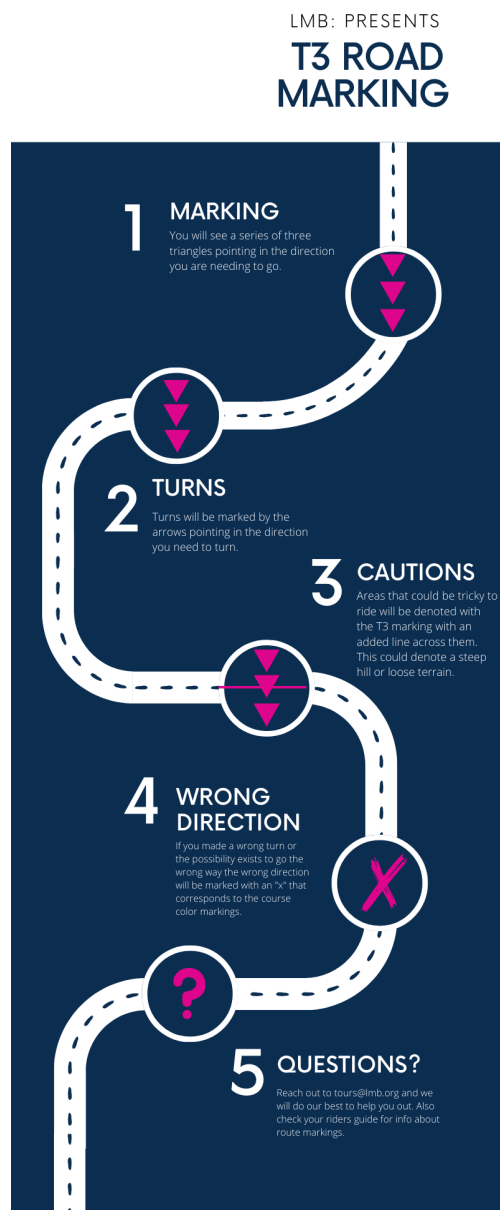 LMB: PRESENTS
T3 ROAD
MARKING
1
MARKING
You will see a series of three
triangles pointing in the direction
you are needing to go.
2
TURNS
Turns will be marked by the
arrows pointing in the direction
you need to turn.
3
CAUTIONS
Areas that could be tricky to
ride will be denoted with
the T3 marking with an
added line across them.
This could denote a steep
hill or loose terrain.
4
WRONG
DIRECTION
If you made a wrong turn or
the possibility exists to go the
wrong way the wrong direction
will be marked with an "x" that
corresponds to the course
color markings.
X
?
5
QUESTIONS?
Reach out to tours@lmb.org and we
will do our best to help you out. Also
check your riders guide for info about
route markings.